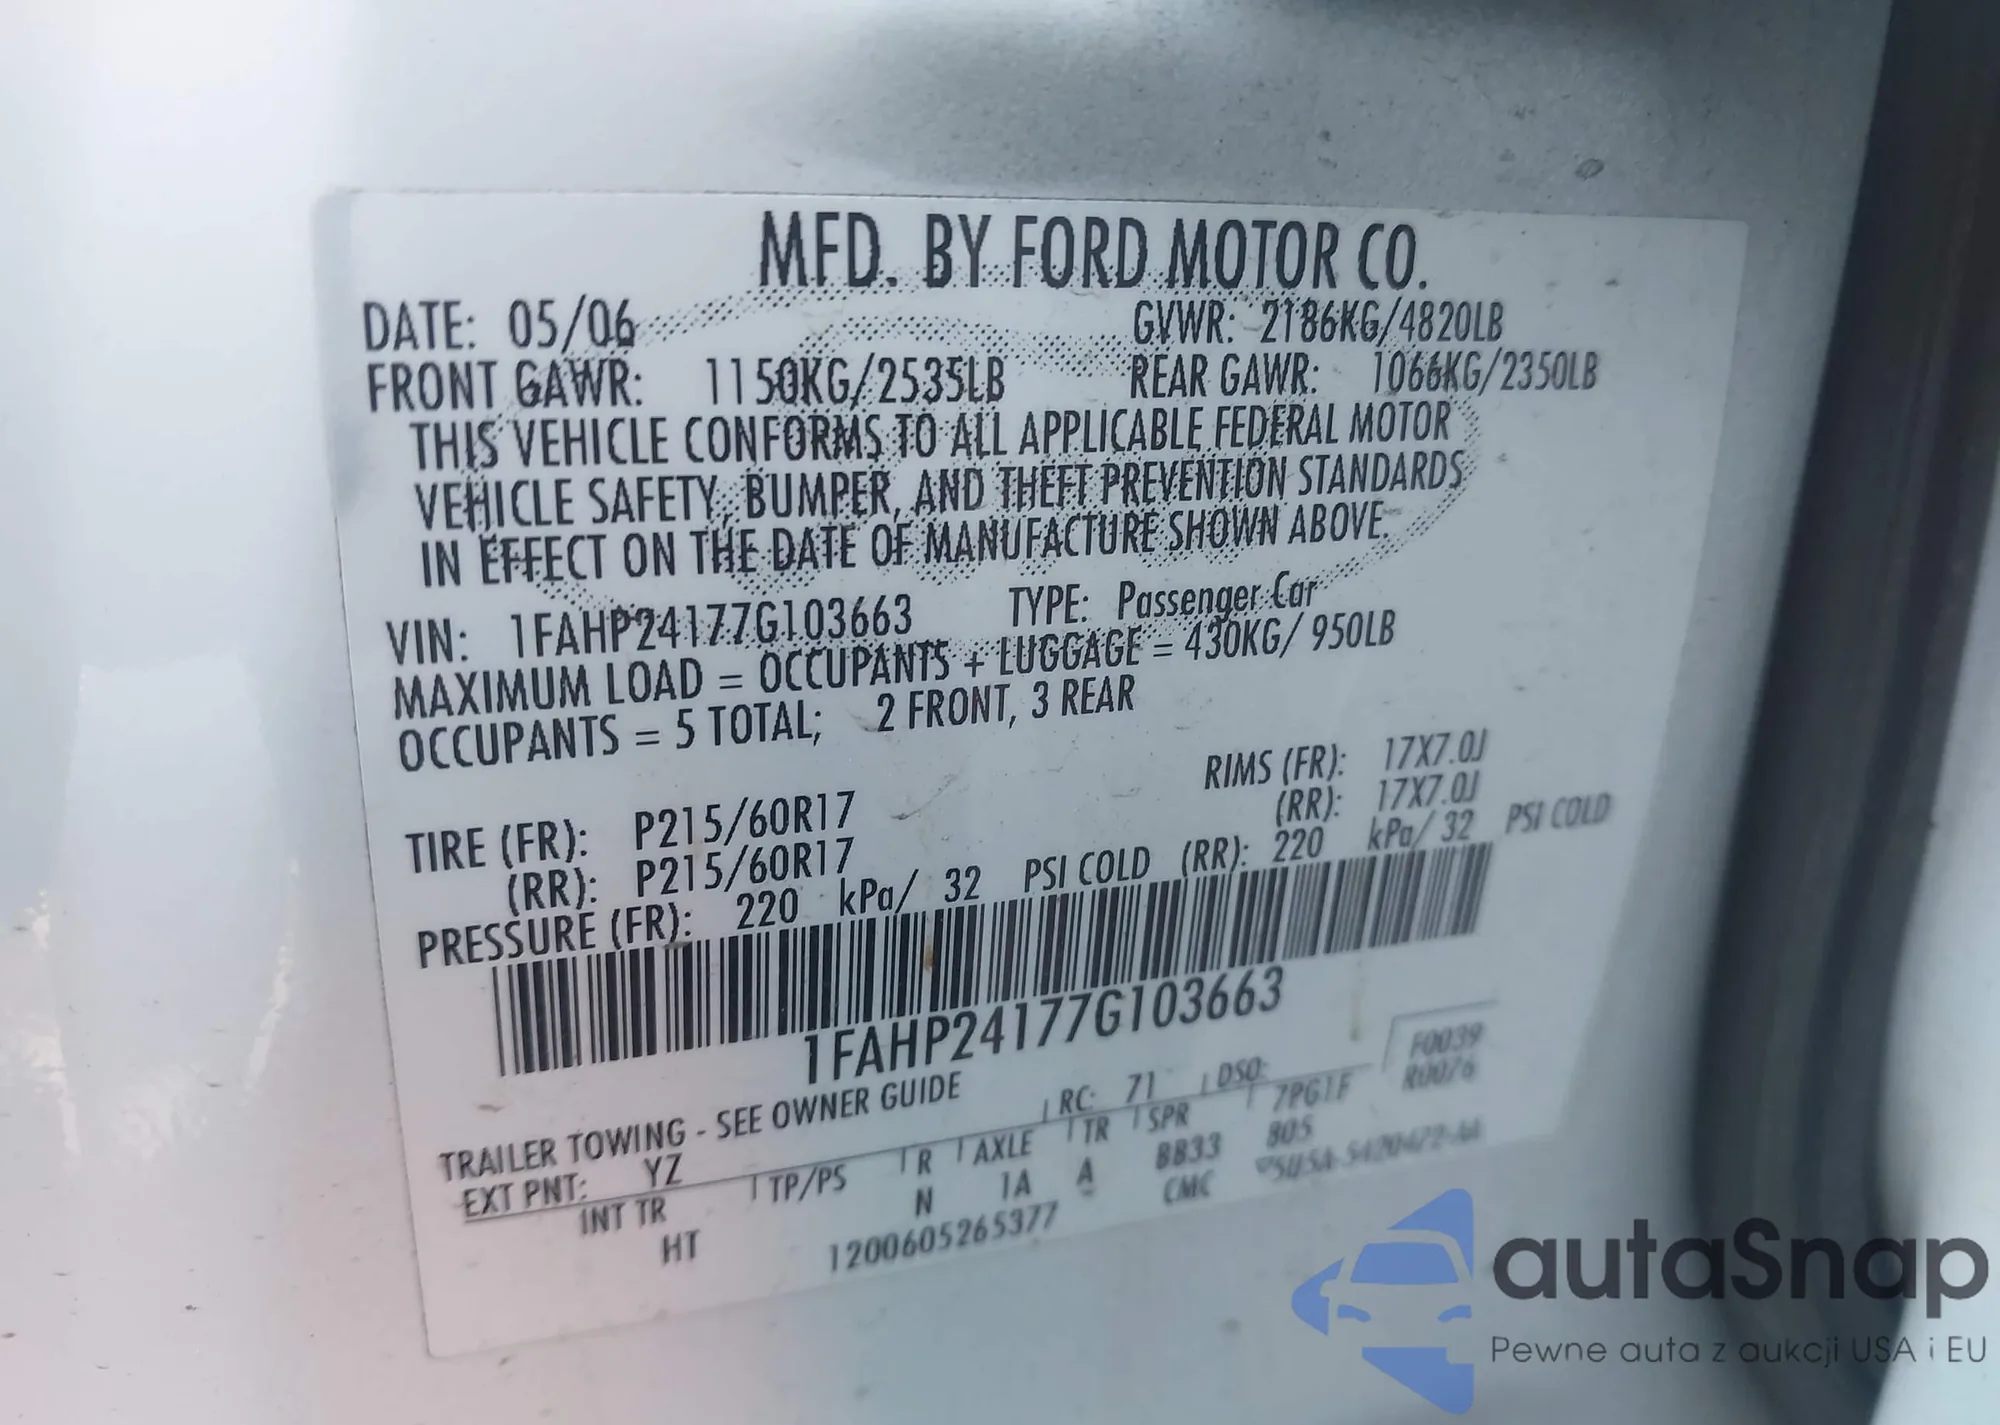 MFD. BY FORD MOTOR CO.
DATE: 05/06 GVWR: 2186KG/4820LB
FRONT GAWR: 1150KG/2535LB REAR GAWR: 1066KG/2350LB
THIS VEHICLE CONFORMS TO ALL APPLICABLE FEDERAL MOTOR
VEHICLE SAFETY, BUMPER, AND THEFT PREVENTION STANDARDS
IN EFFECT ON THE DATE OF MANUFACTURE SHOWN ABOVE.
VIN: 1FAHP24177G103663 TYPE: Passenger Car
MAXIMUM LOAD = OCCUPANTS + LUGGAGE = 430KG/ 950LB
OCCUPANTS = 5 TOTAL; 2 FRONT, 3 REAR
TIRE (FR): P215/60R17 RIMS (FR): 17X7.0J
(RR): P215/60R17 (RR): 17X7.0J
PRESSURE (FR): 220 kPa/ 32 PSI COLD (RR): 220 kPa/ 32 PSI COLD
1FAHP24177G103663
F0039
R0076
TRAILER TOWING - SEE OWNER GUIDE RC: 71 DSO:
EXT PNT: YZ TP/PS R AXLE TR SPR 7PG1F
INT TR N 1A A BB33 805
HT 1200605265377 CMC
autaSnap
Pewne auta z aukcji USA i EU